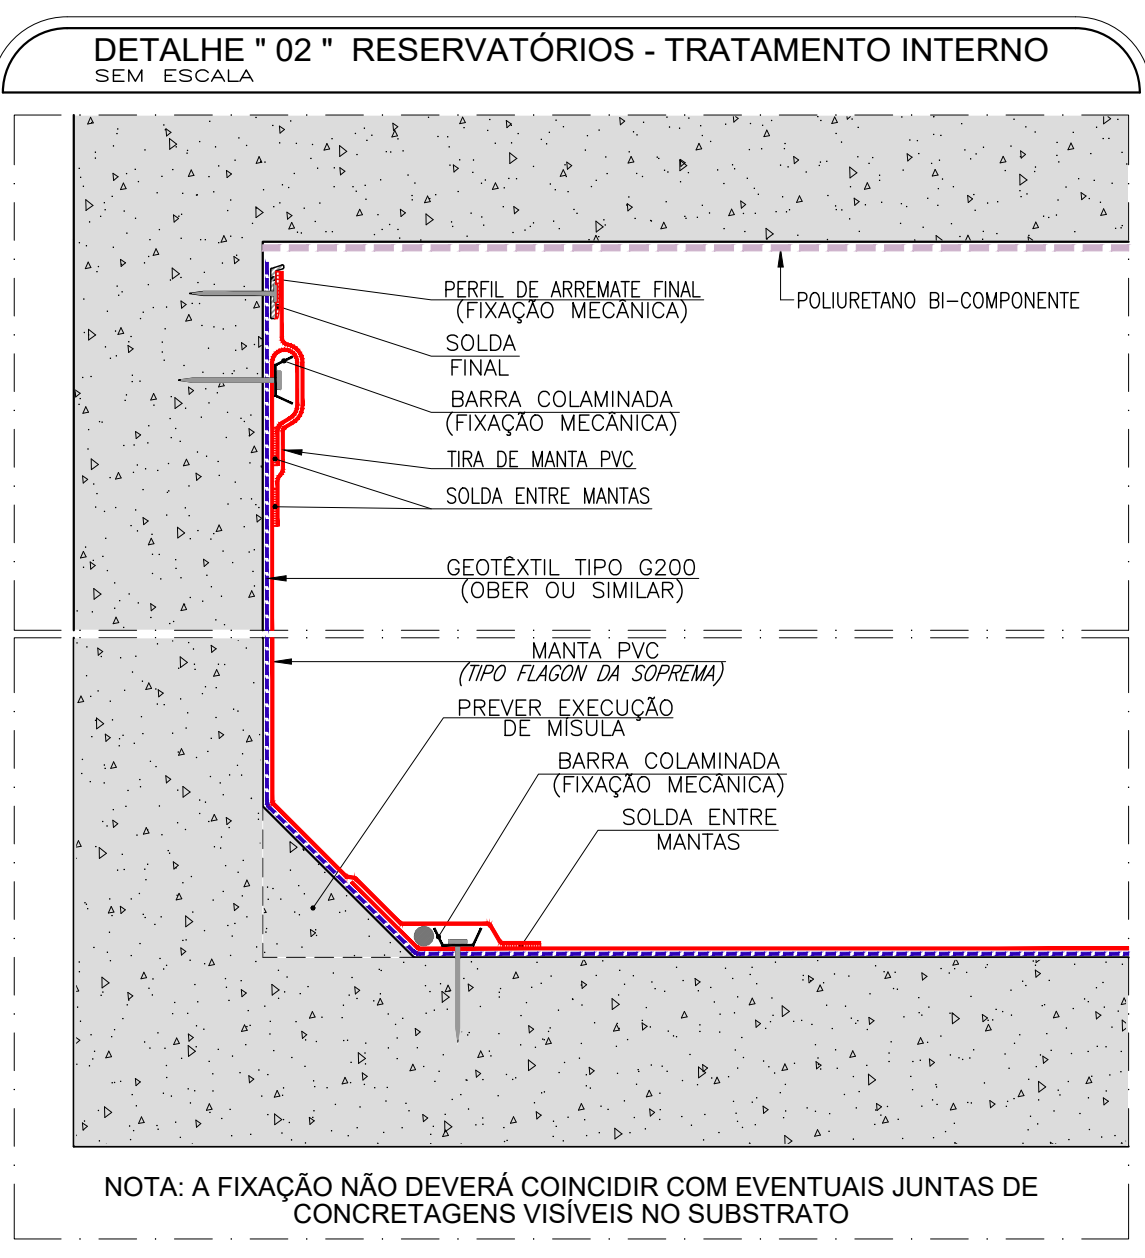 DETALHE " 02 "  RESERVATÓRIOS - TRATAMENTO INTERNO
SEM ESCALA
PERFIL DE ARREMATE FINAL
(FIXAÇÃO MECÂNICA)
POLIURETANO BI-COMPONENTE
SOLDA
FINAL
BARRA COLAMINADA
(FIXAÇÃO MECÂNICA)
TIRA DE MANTA PVC
SOLDA ENTRE MANTAS
GEOTÊXTIL TIPO G200
(OBER OU SIMILAR)
MANTA PVC
(TIPO FLAGON DA SOPREMA)
PREVER EXECUÇÃO
DE MÍSULA
BARRA COLAMINADA
(FIXAÇÃO MECÂNICA)
SOLDA ENTRE
MANTAS
NOTA: A FIXAÇÃO NÃO DEVERÁ COINCIDIR COM EVENTUAIS JUNTAS DE
CONCRETAGENS VISÍVEIS NO SUBSTRATO